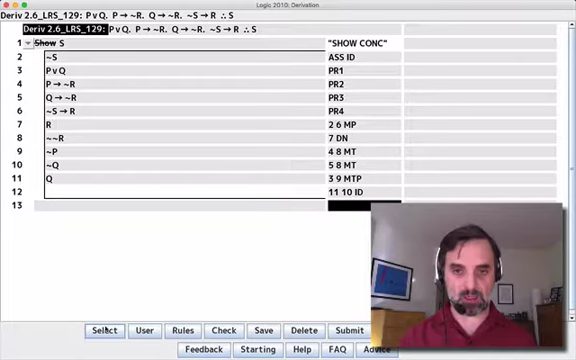 Logic 2010: Derivation
Deriv 2.6_LRS_129: P∨Q. P→~R. Q→~R. ~S→R ∴ S
Deriv 2.6_LRS_129: P∨Q. P→~R. Q→~R. ~S→R ∴ S
1 Show S "SHOW CONC"
2 ~S ASS ID
3 P∨Q PR1
4 P→~R PR2
5 Q→~R PR3
6 ~S→R PR4
7 R 2 6 MP
8 ~~R 7 DN
9 ~P 4 8 MT
10 ~Q 5 8 MT
11 Q 3 9 MTP
12 11 10 ID
13
Select User Rules Check Save Delete Submit
Feedback Starting Help FAQ Advice